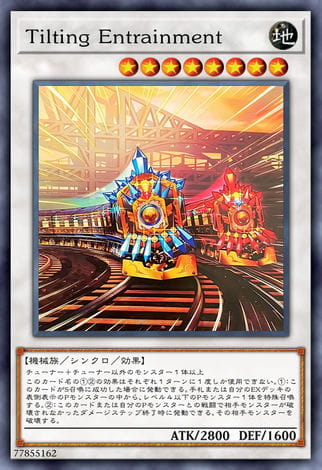 Tilting Entrainment
地
【機械族／シンクロ／効果】
チューナー＋チューナー以外のモンスター１体以上
このカード名の①②の効果はそれぞれ１ターンに１度しか使用できない。①：こ
のカードがS召喚に成功した場合に発動できる。手札または自分のEXデッキの
表側表示のPモンスターの中から、レベル４以下のPモンスター１体を特殊召喚
する。②：このカードまたは自分のPモンスターとの戦闘で相手モンスターが破
壊されなかったダメージステップ終了時に発動できる。その相手モンスターを
破壊する。
ATK/2800 DEF/1600
77855162